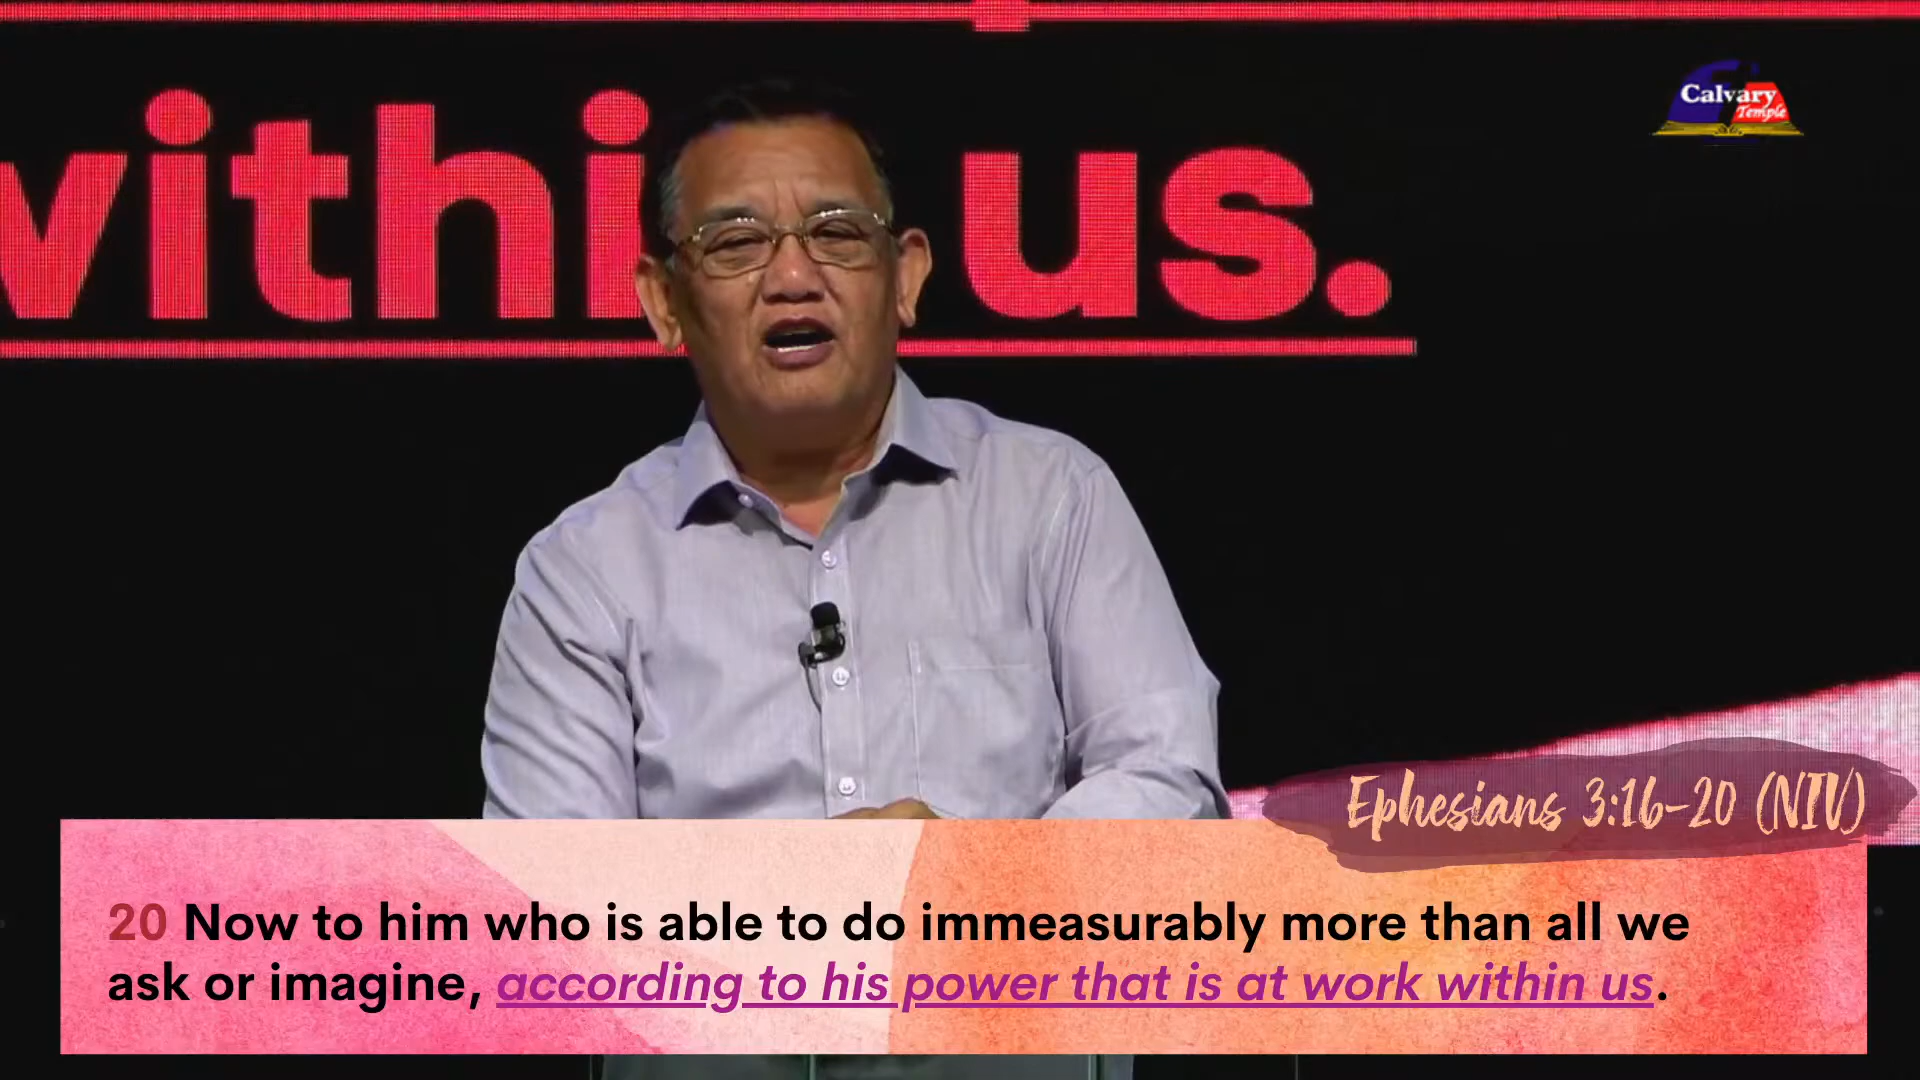 within us.
Calvary
Temple
Ephesians 3:16-20 (NIV)
20 Now to him who is able to do immeasurably more than all we
ask or imagine, according to his power that is at work within us.